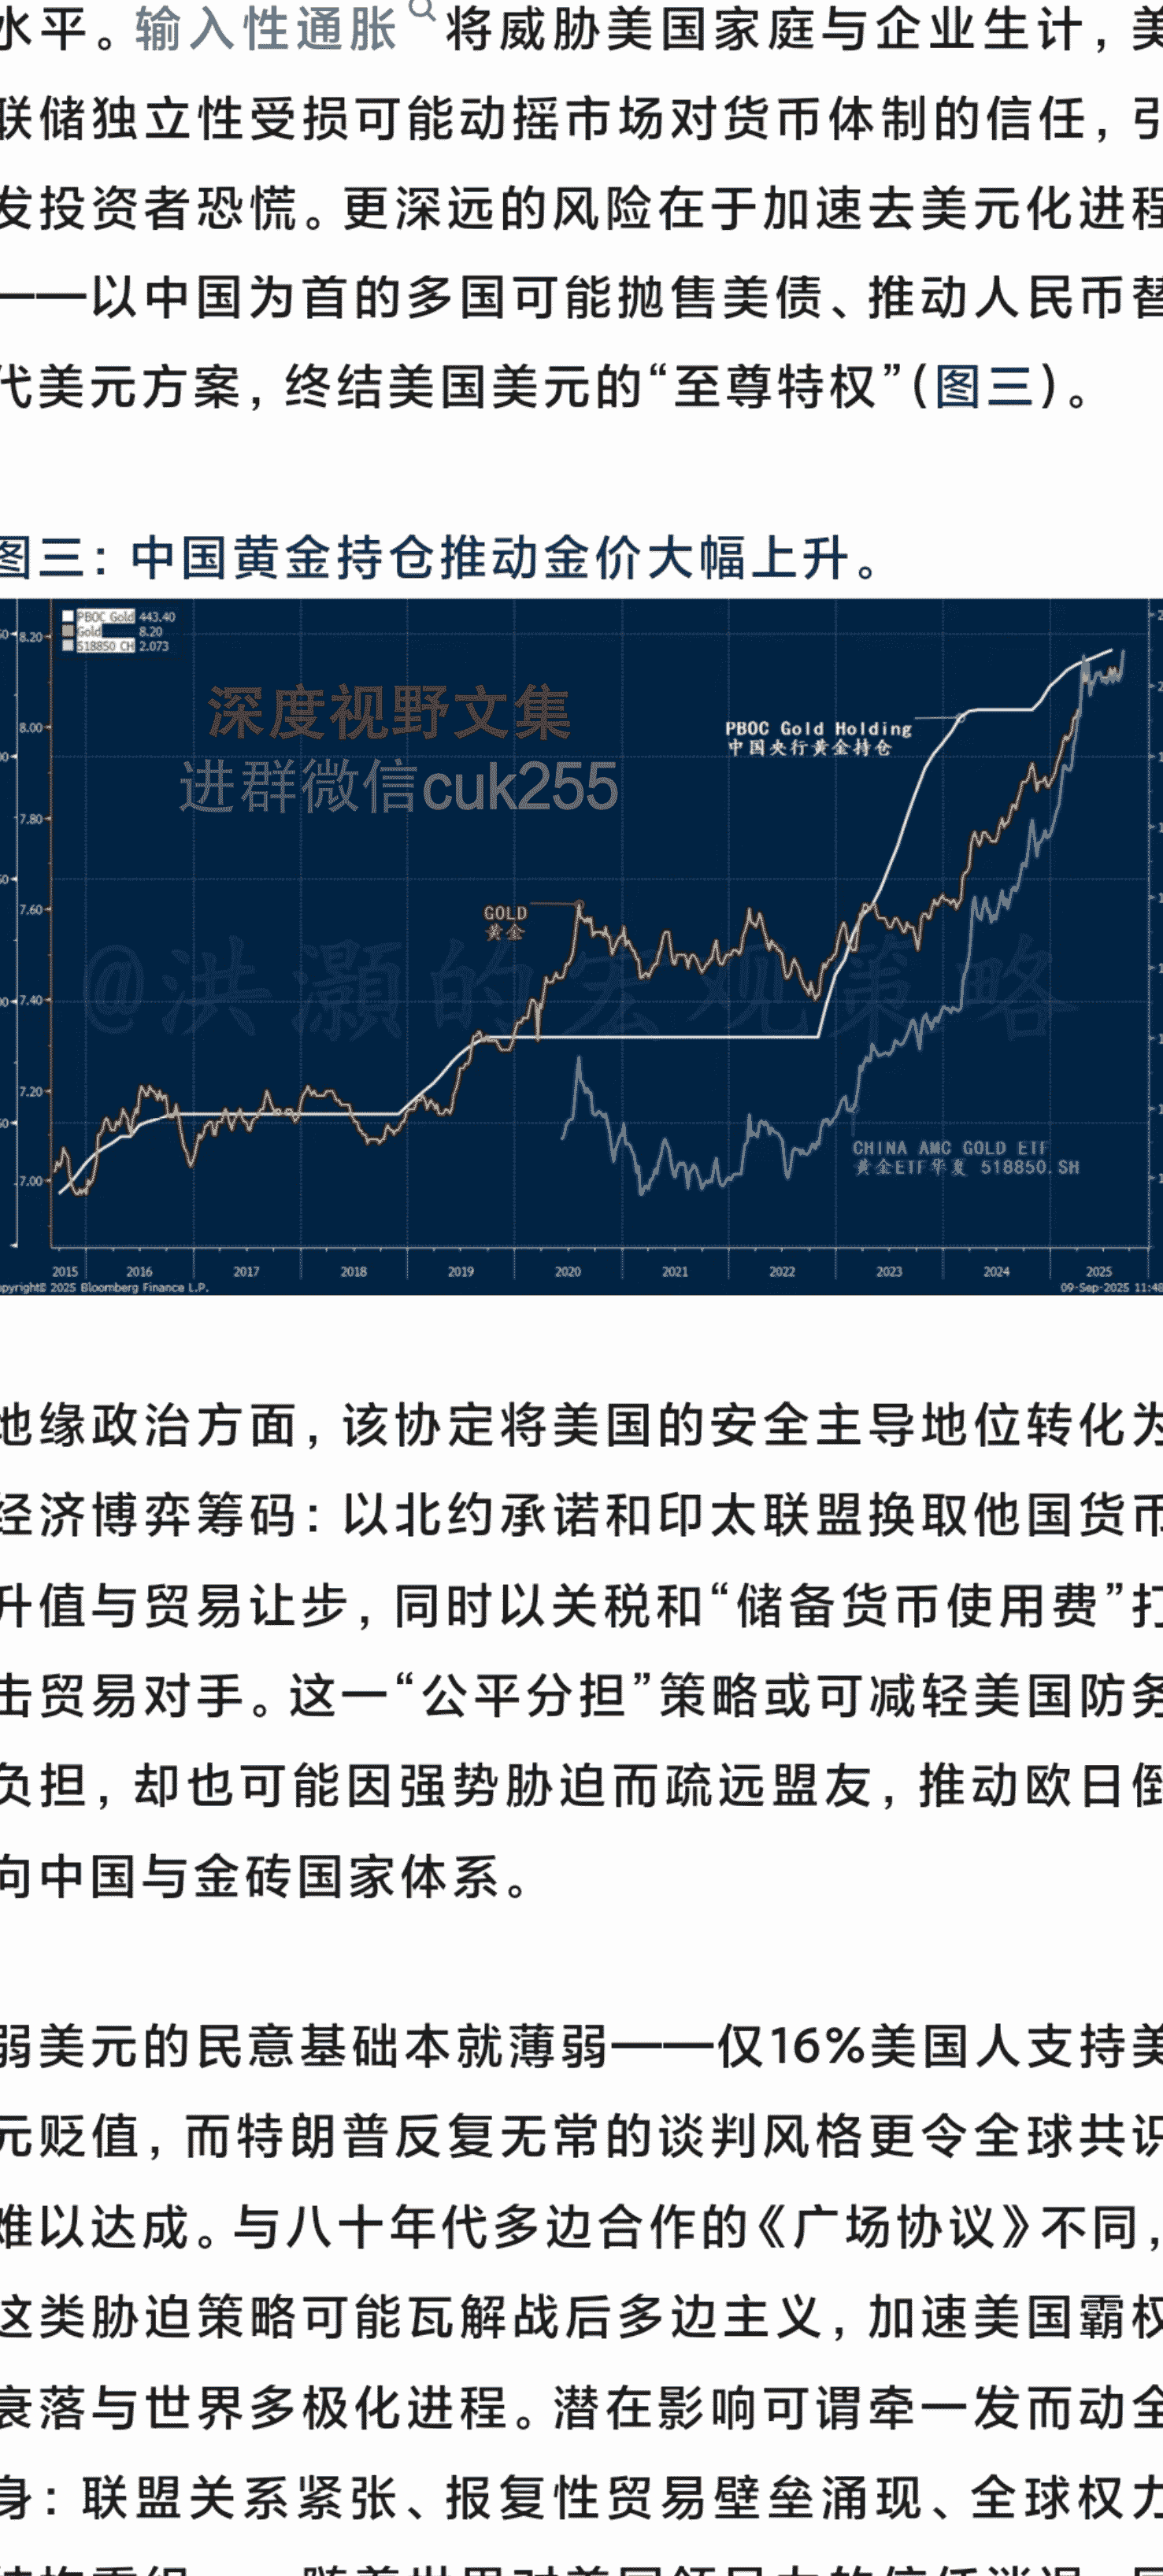 水平。输入性通胀将威胁美国家庭与企业生计，美
联储独立性受损可能动摇市场对货币体制的信任，引
发投资者恐慌。更深远的风险在于加速去美元化进程
——以中国为首的多国可能抛售美债、推动人民币替
代美元方案，终结美国美元的“至尊特权”（图三）。
图三：中国黄金持仓推动金价大幅上升。
PBOC Gold 443.40
Gold 8.20
518850 CH 2.073
深度视野文集
进群微信cuk255
PBOC Gold Holding
中国央行黄金持仓
GOLD
黄金
@洪灏的宏观策略
CHINA AMC GOLD ETF
黄金ETF华夏 518850.SH
8.20
8.00
7.80
7.60
7.40
7.20
7.00
2015 2016 2017 2018 2019 2020 2021 2022 2023 2024 2025
opyright© 2025 Bloomberg Finance L.P.
09-Sep-2025 11:48
地缘政治方面，该协定将美国的安全主导地位转化为
经济博弈筹码：以北约承诺和印太联盟换取他国货币
升值与贸易让步，同时以关税和“储备货币使用费”打
击贸易对手。这一“公平分担”策略或可减轻美国防务
负担，却也可能因强势胁迫而疏远盟友，推动欧日倒
向中国与金砖国家体系。
弱美元的民意基础本就薄弱——仅16%美国人支持美
元贬值，而特朗普反复无常的谈判风格更令全球共识
难以达成。与八十年代多边合作的《广场协议》不同，
这类胁迫策略可能瓦解战后多边主义，加速美国霸权
衰落与世界多极化进程。潜在影响可谓牵一发而动全
身：联盟关系紧张、报复性贸易壁垒涌现、全球权力